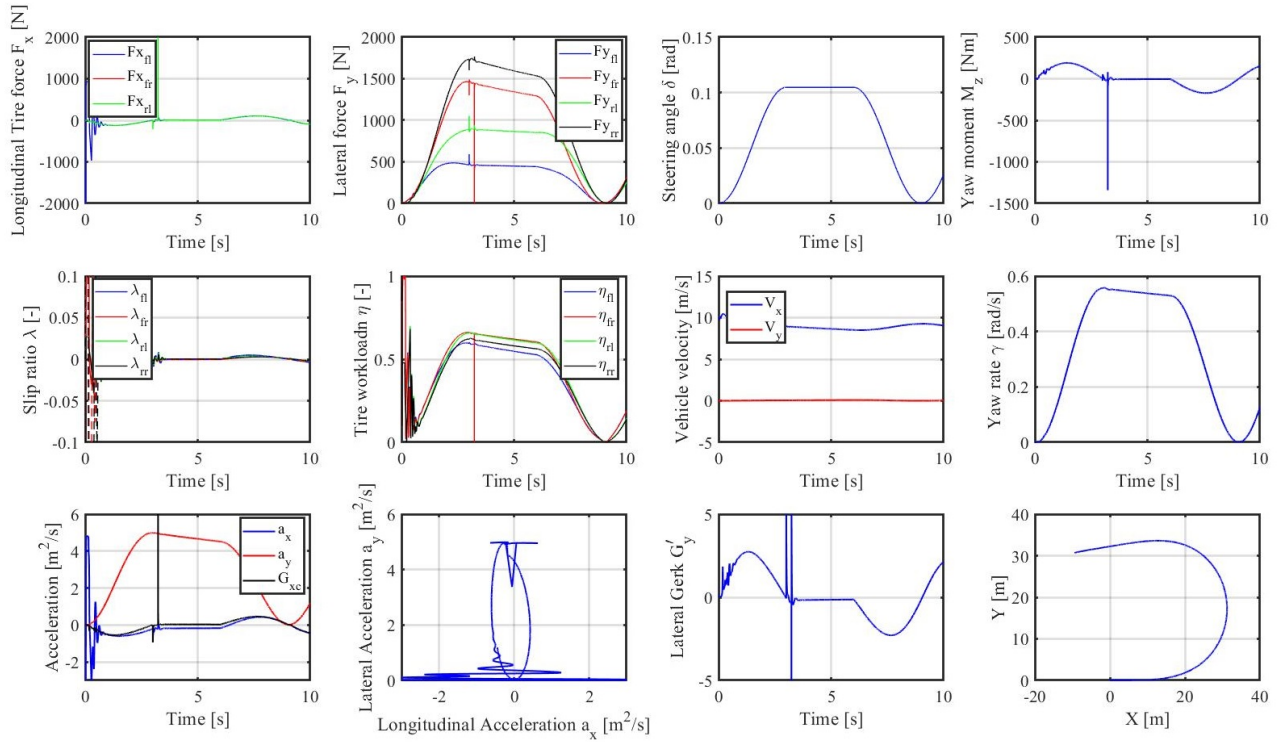 Longitudinal Tire force F_x [N]
2000
1000
0
-1000
-2000
Fx_fl
Fx_fr
Fx_rl
0 5 10
Time [s]
Lateral force F_y [N]
2000
1500
1000
500
0
Fy_fl
Fy_fr
Fy_rl
Fy_rr
0 5 10
Time [s]
Steering angle δ [rad]
0.15
0.1
0.05
0
0 5 10
Time [s]
Yaw moment M_z [Nm]
500
0
-500
-1000
-1500
0 5 10
Time [s]
Slip ratio λ [-]
0.1
0.05
0
-0.05
-0.1
λ_fl
λ_fr
λ_rl
λ_rr
0 5 10
Time [s]
Tire workloadn η [-]
1
0.5
0
η_fl
η_fr
η_rl
η_rr
0 5 10
Time [s]
Vehicle velocity [m/s]
15
10
5
0
-5
V_x
V_y
0 5 10
Time [s]
Yaw rate γ [rad/s]
0.6
0.4
0.2
0
0 5 10
Time [s]
Acceleration [m²/s]
6
4
2
0
-2
a_x
a_y
G_xc
0 5 10
Time [s]
Lateral Acceleration a_y [m²/s]
6
4
2
0
-2 0 2
Longitudinal Acceleration a_x [m²/s]
Lateral Gerk G'_y
5
0
-5
0 5 10
Time [s]
Y [m]
40
30
20
10
0
-20 0 20 40
X [m]